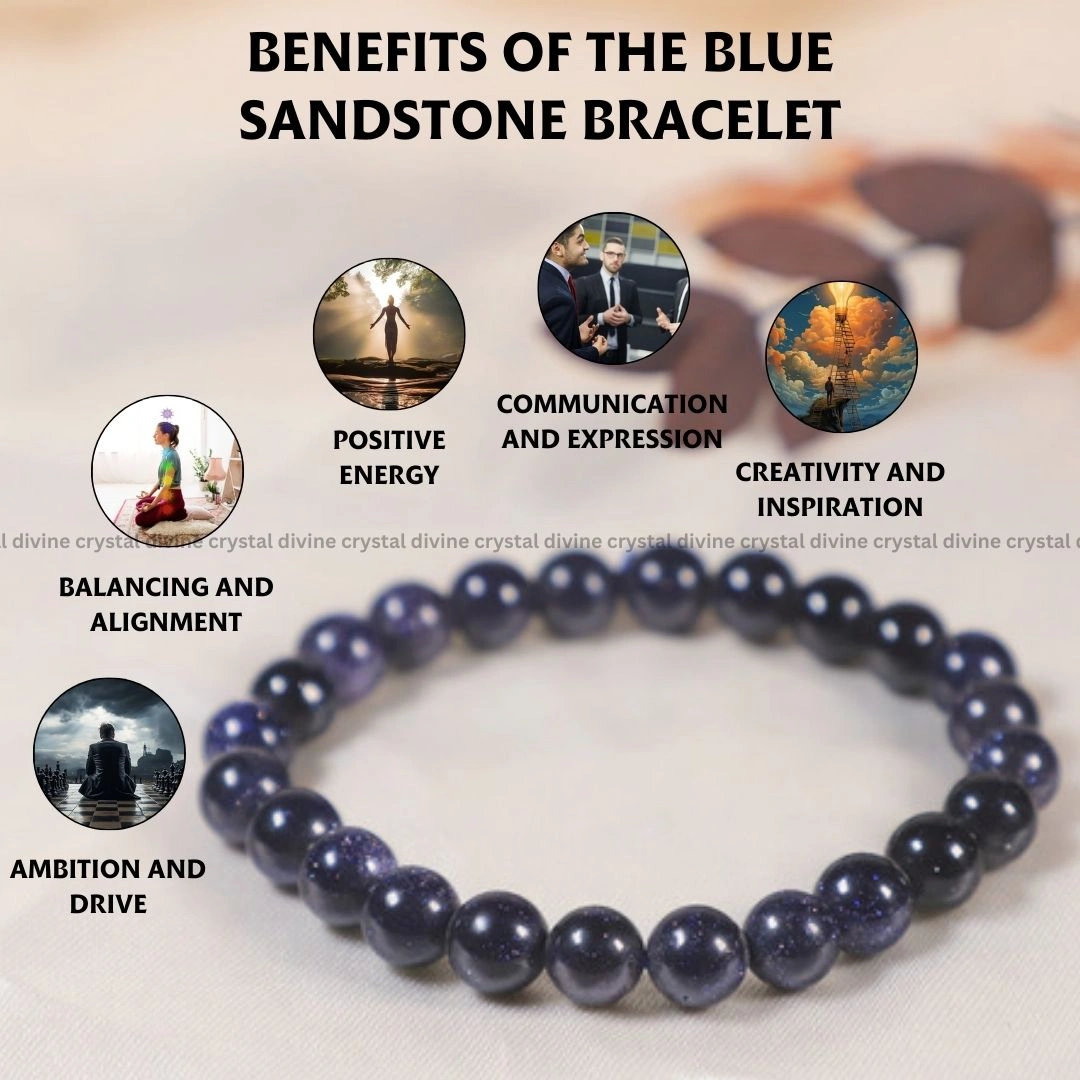 BENEFITS OF THE BLUE
SANDSTONE BRACELET
COMMUNICATION
AND EXPRESSION
POSITIVE
ENERGY
CREATIVITY AND
INSPIRATION
l divine crystal divine crystal divine crystal divine crystal divine crystal divine crystal divine crystal divine crystal d
BALANCING AND
ALIGNMENT
AMBITION AND
DRIVE